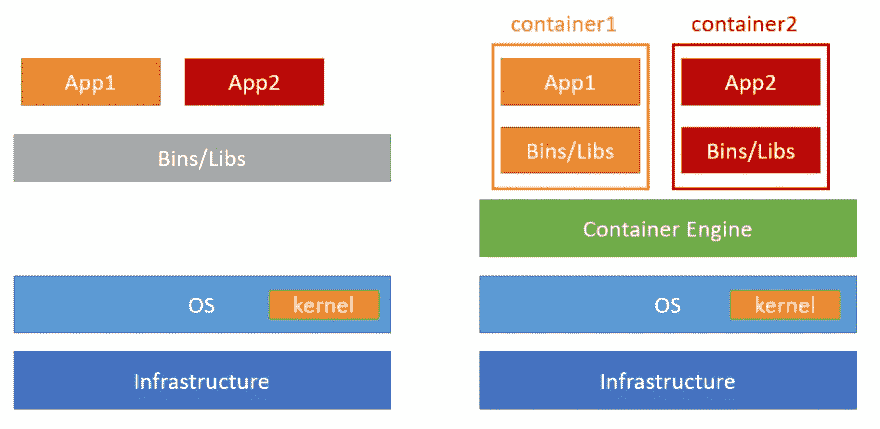 App1
App2
Bins/Libs
OS
kernel
Infrastructure
container1
container2
App1
App2
Bins/Libs
Bins/Libs
Container Engine
OS
kernel
Infrastructure